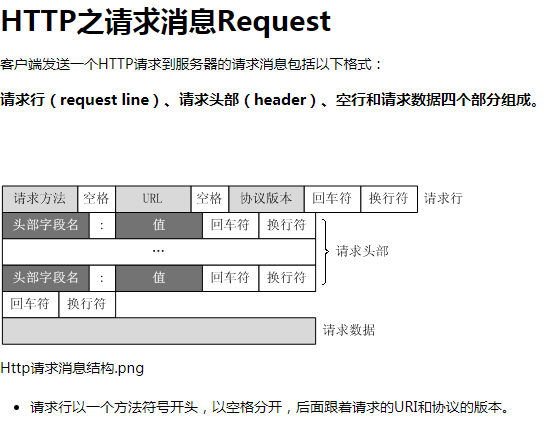 HTTP之请求消息Request
客户端发送一个HTTP请求到服务器的请求消息包括以下格式：
请求行（request line）、请求头部（header）、空行和请求数据四个部分组成。
请求方法 空格 URL 空格 协议版本 回车符 换行符 请求行
头部字段名 : 值 回车符 换行符
... 请求头部
头部字段名 : 值 回车符 换行符
回车符 换行符
请求数据
Http请求消息结构.png
• 请求行以一个方法符号开头，以空格分开，后面跟着请求的URI和协议的版本。